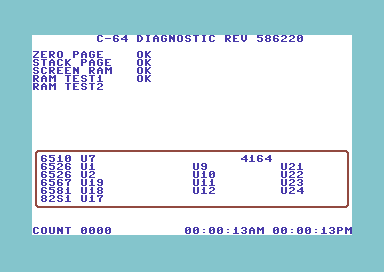 C-64 DIAGNOSTIC REV 586220
ZERO PAGE OK
STACK PAGE OK
SCREEN RAM OK
RAM TEST1 OK
RAM TEST2
6510 U7 4164
6526 U1 U9 U21
6526 U2 U10 U22
6567 U19 U11 U23
6581 U18 U12 U24
82S1 U17
COUNT 0000 00:00:13AM 00:00:13PM